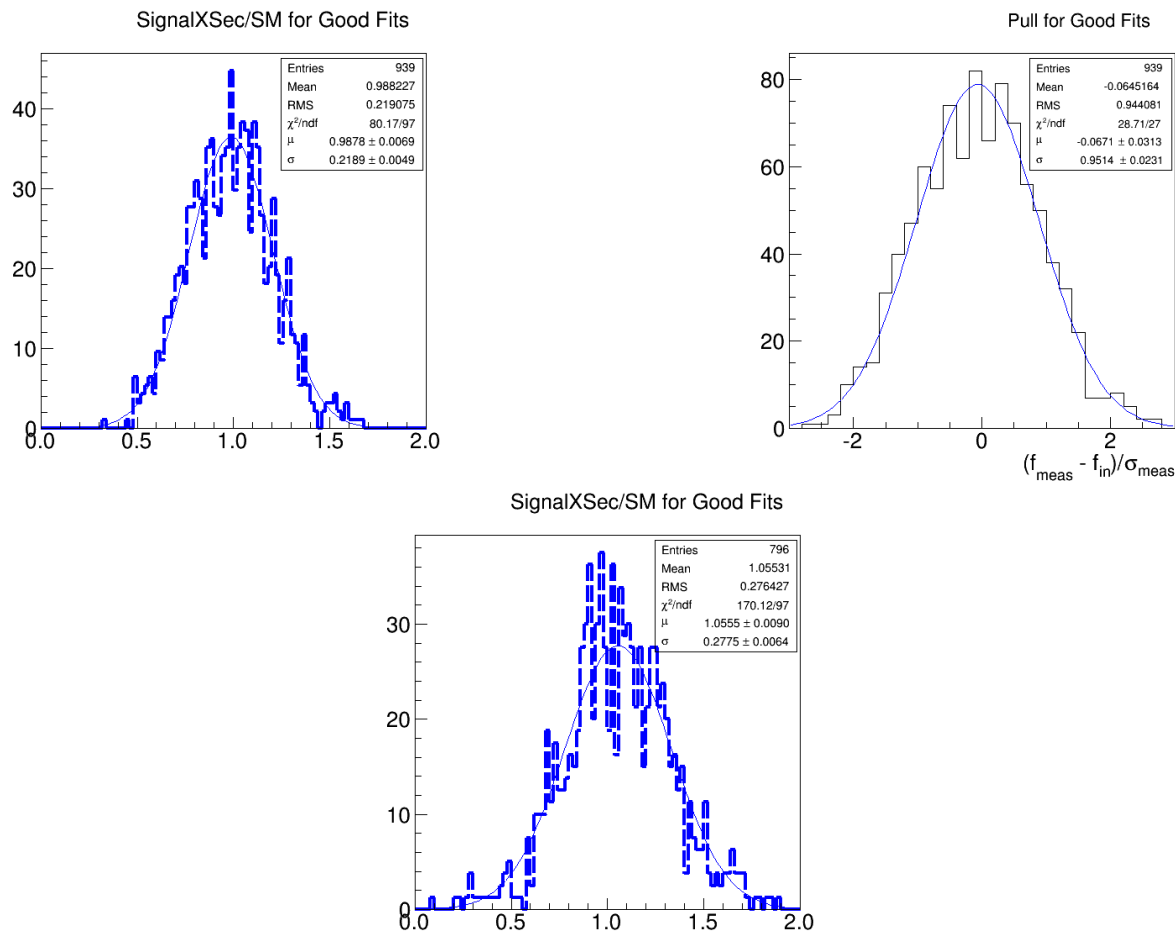 SignalXSec/SM for Good Fits
Entries 939
Mean 0.988227
RMS 0.219075
χ²/ndf 80.17/97
μ 0.9878 ± 0.0069
σ 0.2189 ± 0.0049
40
30
20
10
0
0.0 0.5 1.0 1.5 2.0
Pull for Good Fits
Entries 939
Mean -0.0645164
RMS 0.944081
χ²/ndf 28.71/27
μ -0.0671 ± 0.0313
σ 0.9514 ± 0.0231
80
60
40
20
0
-2 0 2
(f_meas - f_in)/σ_meas
SignalXSec/SM for Good Fits
Entries 796
Mean 1.05531
RMS 0.276427
χ²/ndf 170.12/97
μ 1.0555 ± 0.0090
σ 0.2775 ± 0.0064
30
20
10
0
0.0 0.5 1.0 1.5 2.0